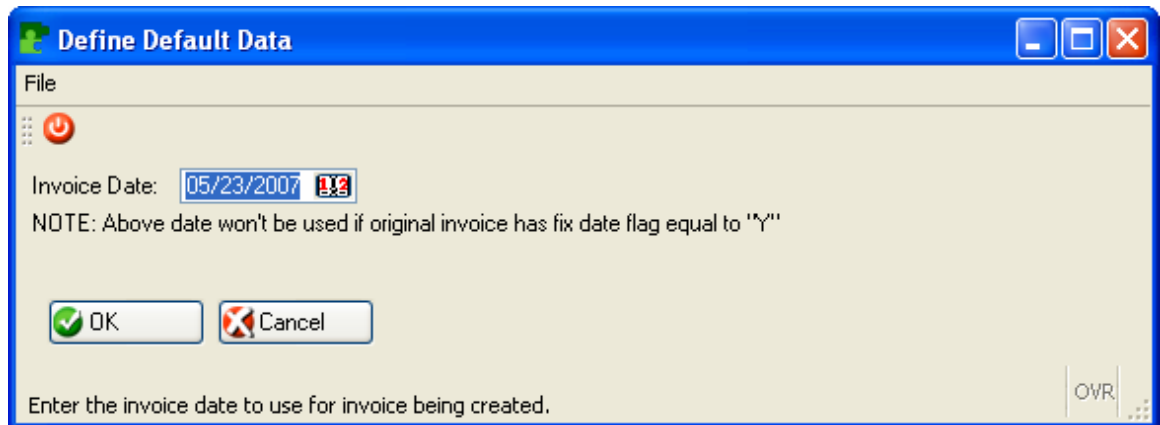 Define Default Data
File
Invoice Date: 05/23/2007
NOTE: Above date won't be used if original invoice has fix date flag equal to "Y"
OK Cancel
Enter the invoice date to use for invoice being created. OVR